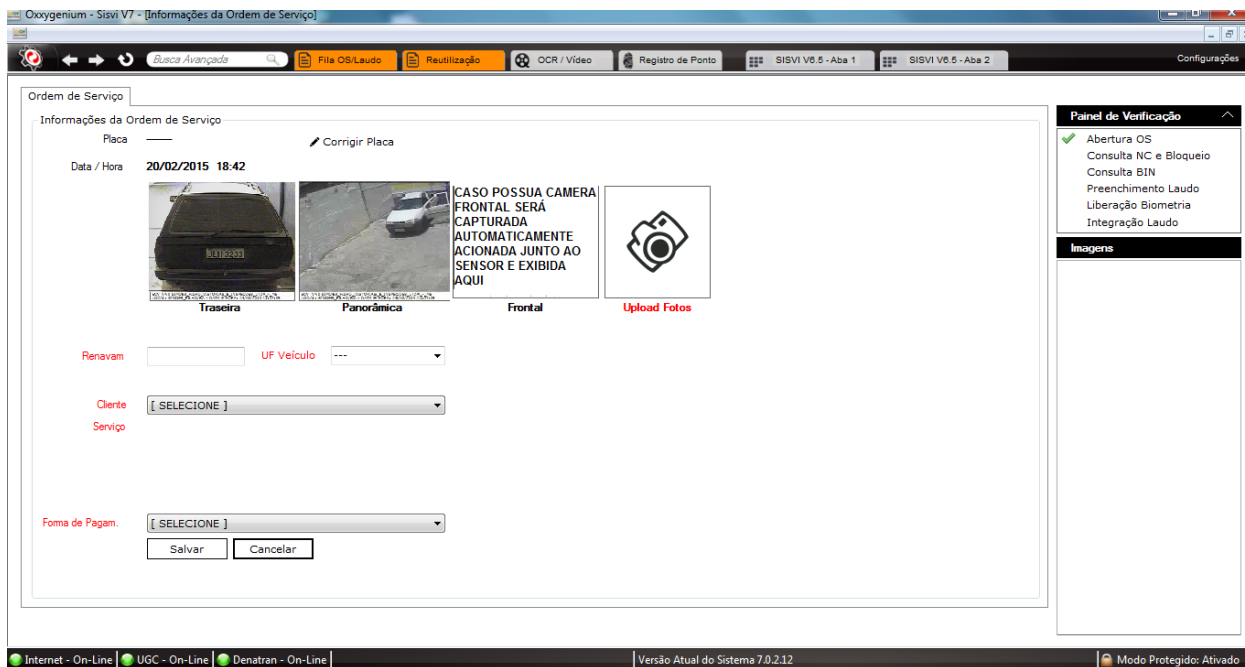 Oxxygenium - Sisvi V7 - [Informações da Ordem de Serviço]
Busca Avançada
Fila OS/Laudo
Reutilização
OCR / Vídeo
Registro de Ponto
SISVI V6.5 - Aba 1
SISVI V6.5 - Aba 2
Configurações
Ordem de Serviço
Informações da Ordem de Serviço
Placa
Corrigir Placa
Data / Hora 20/02/2015 18:42
CASO POSSUA CAMERA
FRONTAL SERÁ
CAPTURADA
AUTOMATICAMENTE
ACIONADA JUNTO AO
SENSOR E EXIBIDA
AQUI
Traseira
Panorâmica
Frontal
Upload Fotos
Renavam
UF Veículo ---
Cliente [ SELECIONE ]
Serviço
Forma de Pagam. [ SELECIONE ]
Salvar
Cancelar
Painel de Verificação
Abertura OS
Consulta NC e Bloqueio
Consulta BIN
Preenchimento Laudo
Liberação Biometria
Integração Laudo
Imagens
Internet - On-Line
UGC - On-Line
Denatran - On-Line
Versão Atual do Sistema 7.0.2.12
Modo Protegido: Ativado